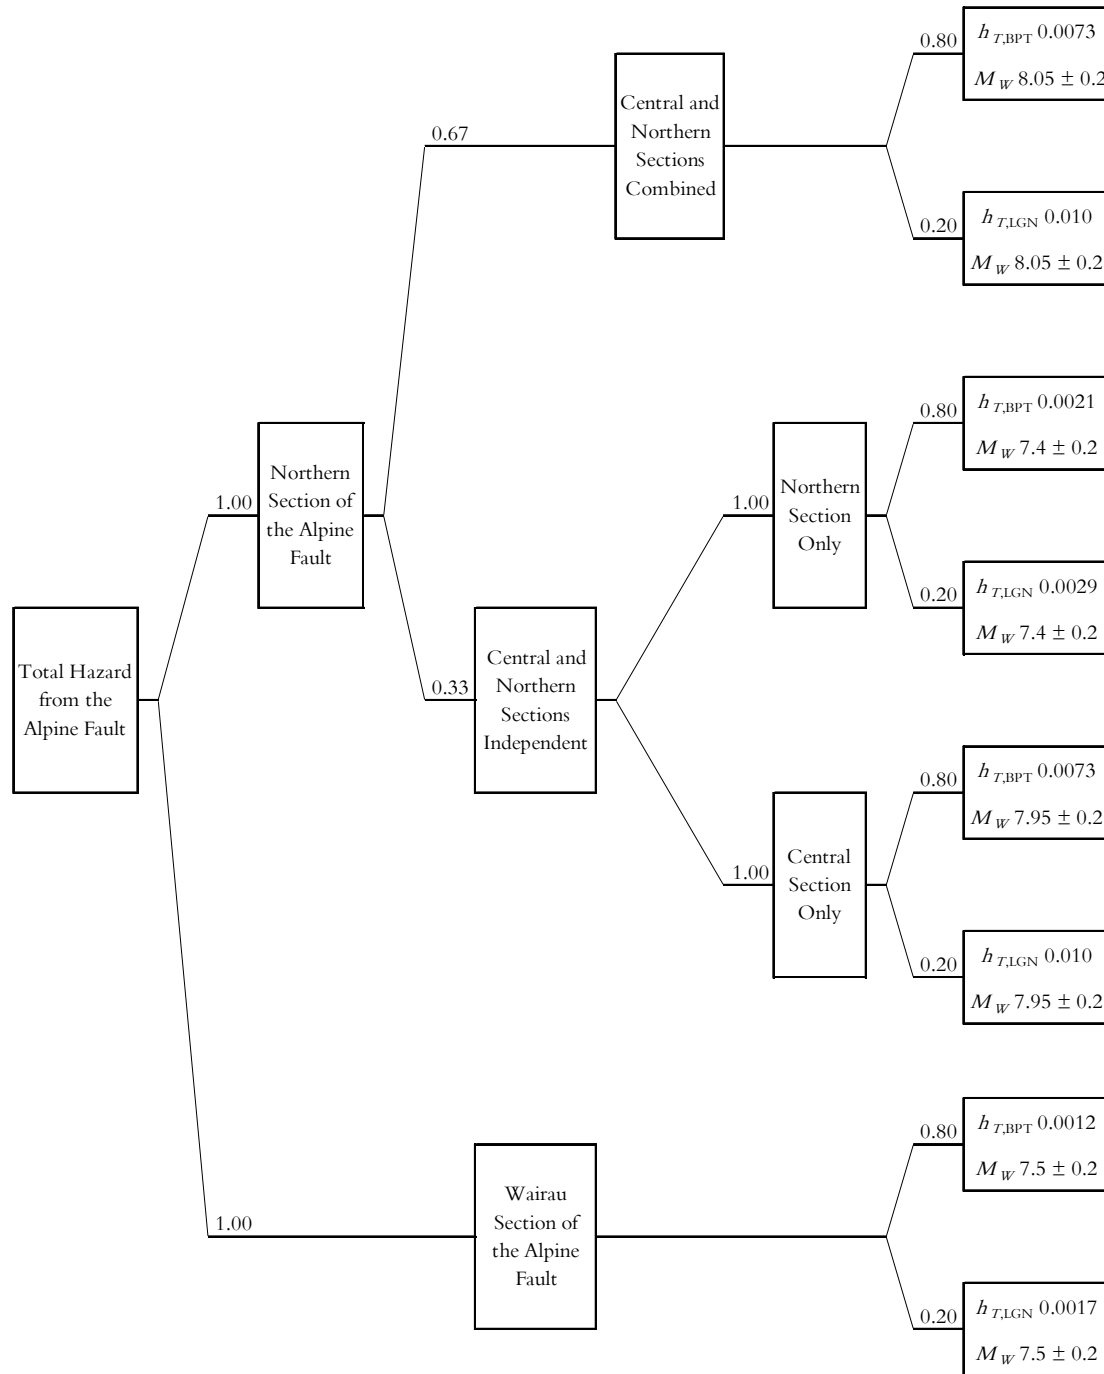 Total Hazard
from the
Alpine Fault
1.00
Northern
Section of
the Alpine
Fault
0.67
Central and
Northern
Sections
Combined
0.80
h T,BPT 0.0073
M W 8.05 ± 0.2
0.20
h T,LGN 0.010
M W 8.05 ± 0.2
0.33
Central and
Northern
Sections
Independent
1.00
Northern
Section
Only
0.80
h T,BPT 0.0021
M W 7.4 ± 0.2
0.20
h T,LGN 0.0029
M W 7.4 ± 0.2
1.00
Central
Section
Only
0.80
h T,BPT 0.0073
M W 7.95 ± 0.2
0.20
h T,LGN 0.010
M W 7.95 ± 0.2
1.00
Wairau
Section of
the Alpine
Fault
0.80
h T,BPT 0.0012
M W 7.5 ± 0.2
0.20
h T,LGN 0.0017
M W 7.5 ± 0.2